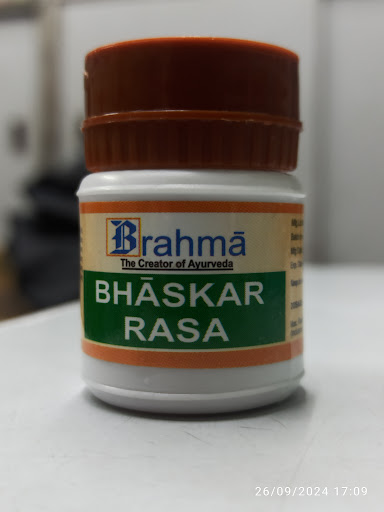 Brahmā
The Creator of Ayurveda
BHĀSKAR
RASA
26/09/2024 17:09